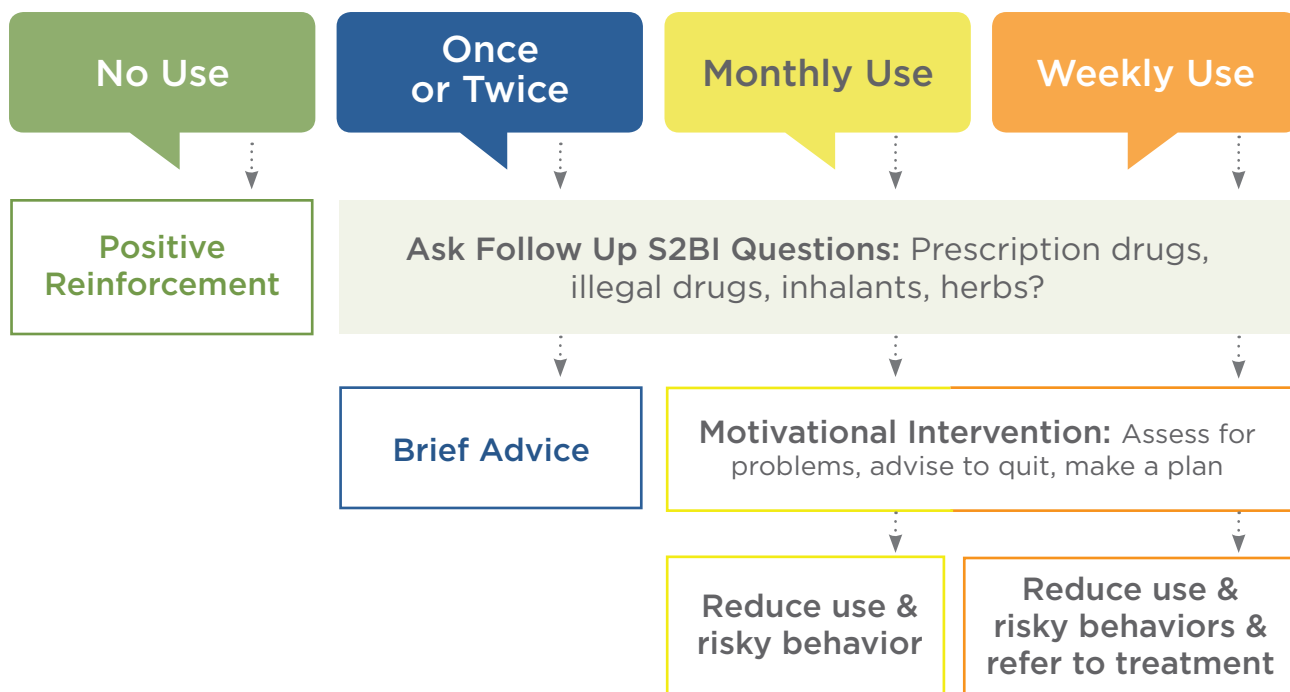 No Use
Once
or Twice
Monthly Use
Weekly Use
Positive
Reinforcement
Ask Follow Up S2BI Questions: Prescription drugs,
illegal drugs, inhalants, herbs?
Brief Advice
Motivational Intervention: Assess for
problems, advise to quit, make a plan
Reduce use &
risky behavior
Reduce use &
risky behaviors &
refer to treatment